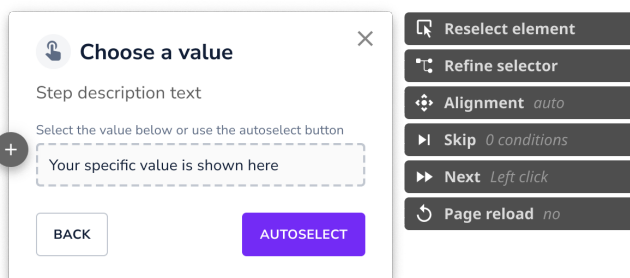 Choose a value
Step description text
Select the value below or use the autoselect button
Your specific value is shown here
BACK
AUTOSELECT
Reselect element
Refine selector
Alignment auto
Skip 0 conditions
Next Left click
Page reload no